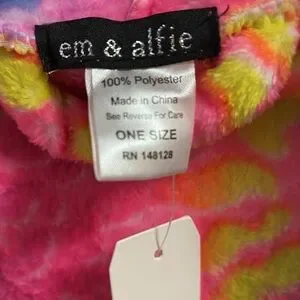 em & alfie
100% Polyester
Made in China
See Reverse For Care
ONE SIZE
RN 148128